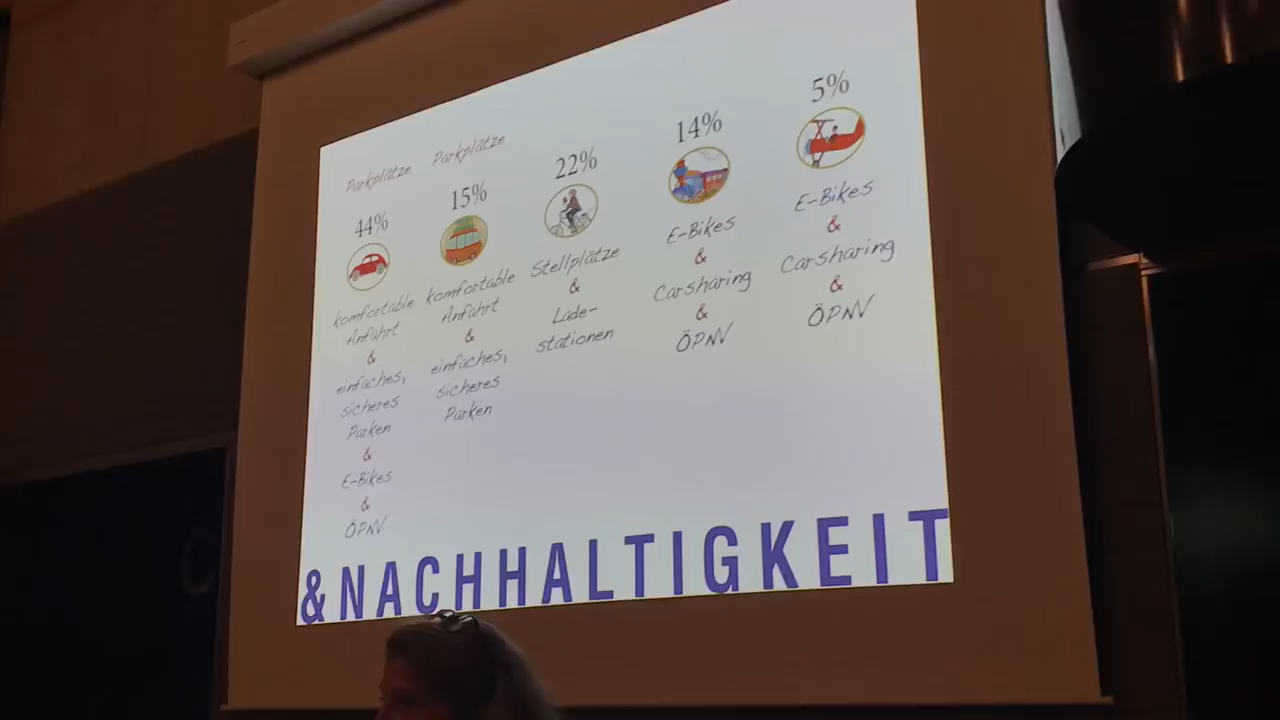 Parkplätze
44%
komfortable
Anfahrt
&
einfaches,
sicheres
Parken
&
E-Bikes
&
ÖPNV
Parkplätze
15%
komfortable
Anfahrt
&
einfaches,
sicheres
Parken
22%
Stellplätze
&
Lade-
stationen
14%
E-Bikes
&
Carsharing
&
ÖPNV
5%
E-Bikes
&
Carsharing
&
ÖPNV
& NACHHALTIGKEIT